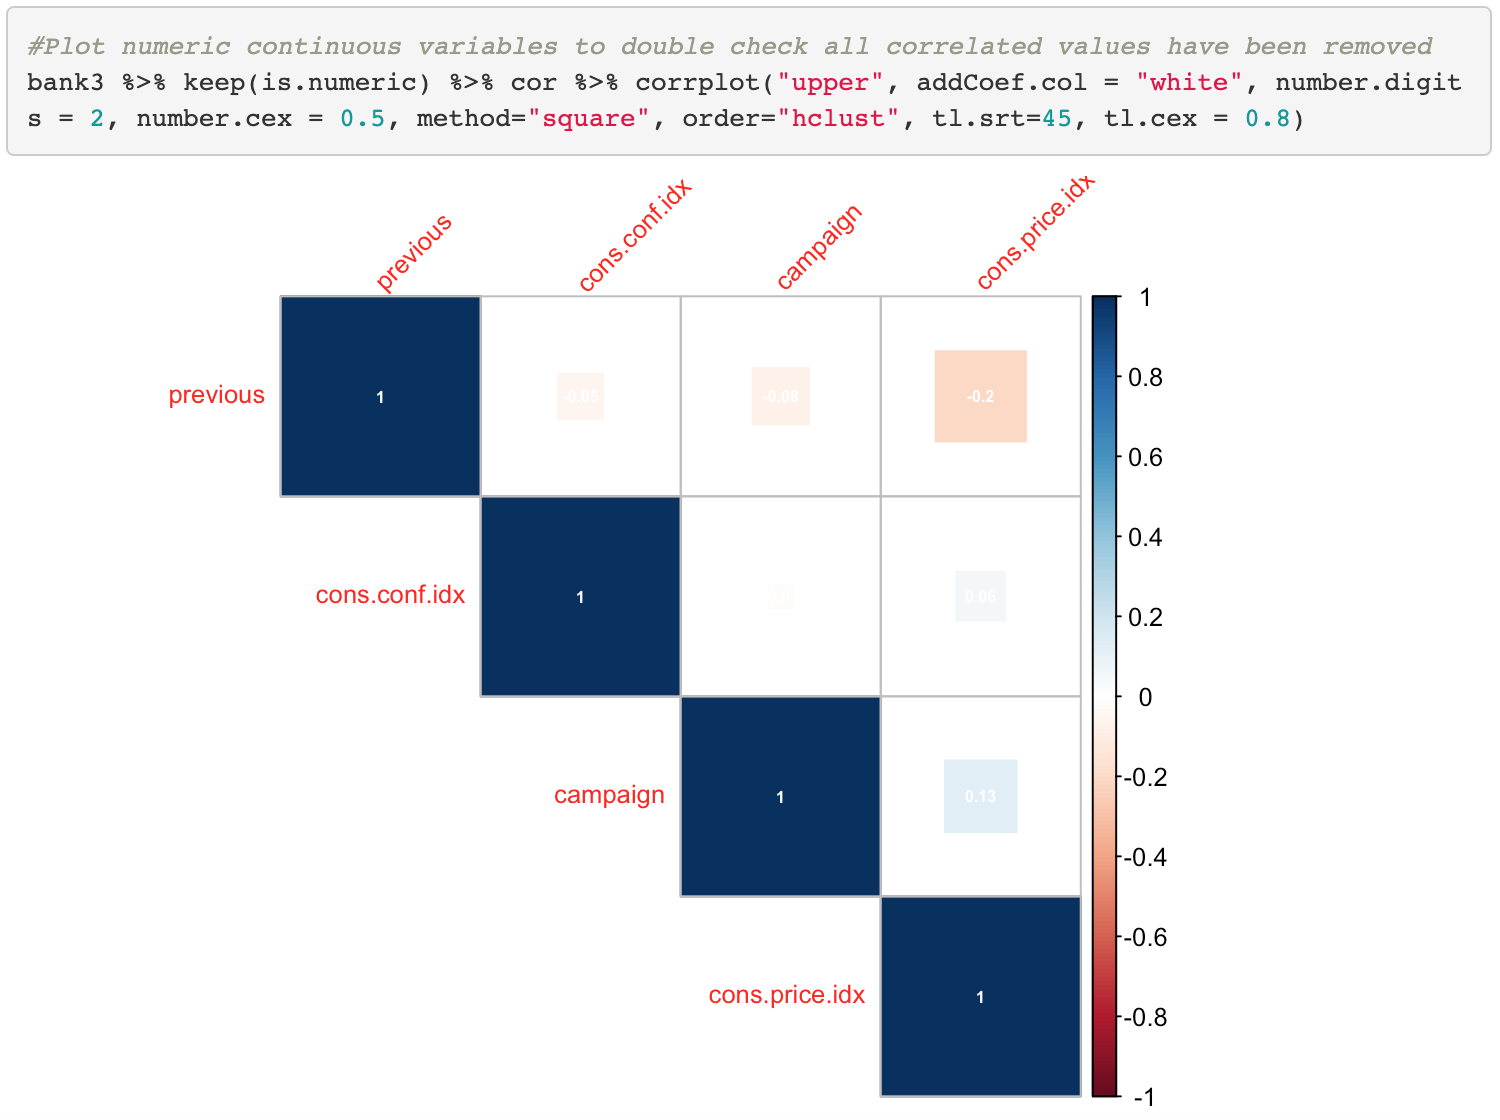 #Plot numeric continuous variables to double check all correlated values have been removed
bank3 %>% keep(is.numeric) %>% cor %>% corrplot("upper", addCoef.col = "white", number.digit
s = 2, number.cex = 0.5, method="square", order="hclust", tl.srt=45, tl.cex = 0.8)
previous cons.conf.idx campaign cons.price.idx
previous 1 -0.05 -0.08 -0.2
cons.conf.idx 1 0.06
campaign 1 0.13
cons.price.idx 1
1
0.8
0.6
0.4
0.2
0
-0.2
-0.4
-0.6
-0.8
-1